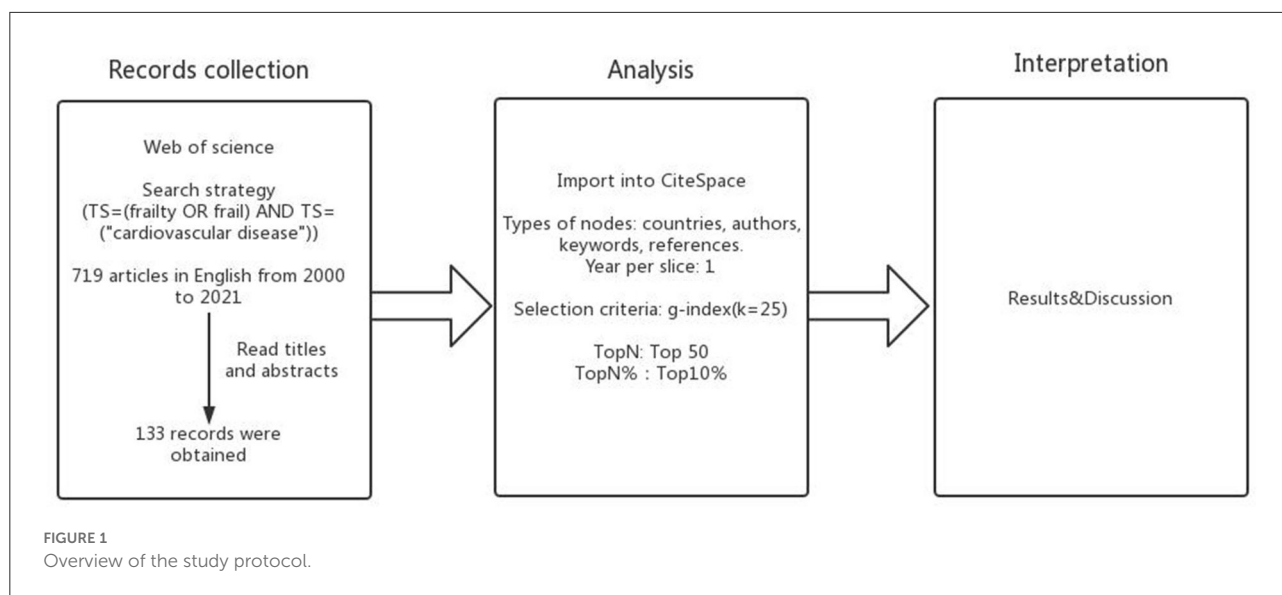 Records collection
Web of science
Search strategy
(TS=(frailty OR frail) AND TS=
("cardiovascular disease"))
719 articles in English from 2000
to 2021
Read titles
and abstracts
133 records were
obtained
Analysis
Import into CiteSpace
Types of nodes: countries, authors,
keywords, references.
Year per slice: 1
Selection criteria: g-index(k=25)
TopN: Top 50
TopN% : Top10%
Interpretation
Results&Discussion
FIGURE 1
Overview of the study protocol.